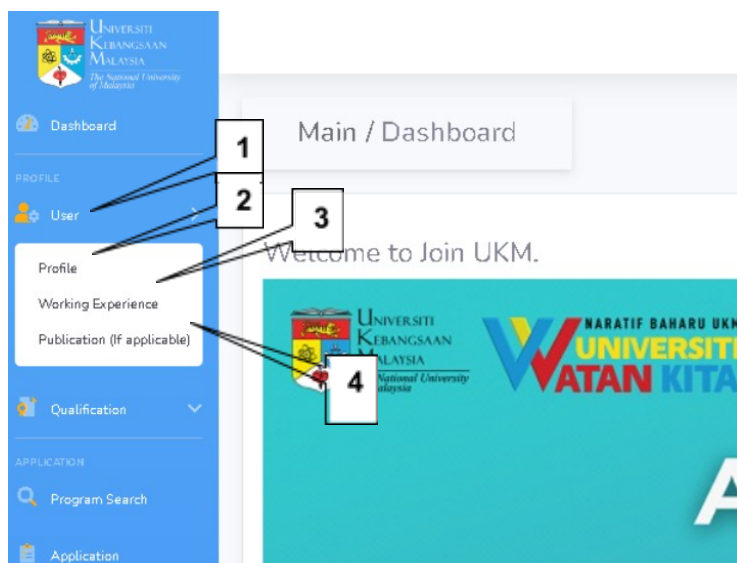 UNIVERSITI
KEBANGSAAN
MALAYSIA
The National University
of Malaysia
Dashboard
PROFILE
User
Profile
Working Experience
Publication (If applicable)
Qualification
APPLICATION
Program Search
Application
Main / Dashboard
1
2
3
4
Welcome to Join UKM.
UNIVERSITI
KEBANGSAAN
MALAYSIA
National University
NARATIF BAHARU UKM
UNIVERSITI
WATAN KITA
A